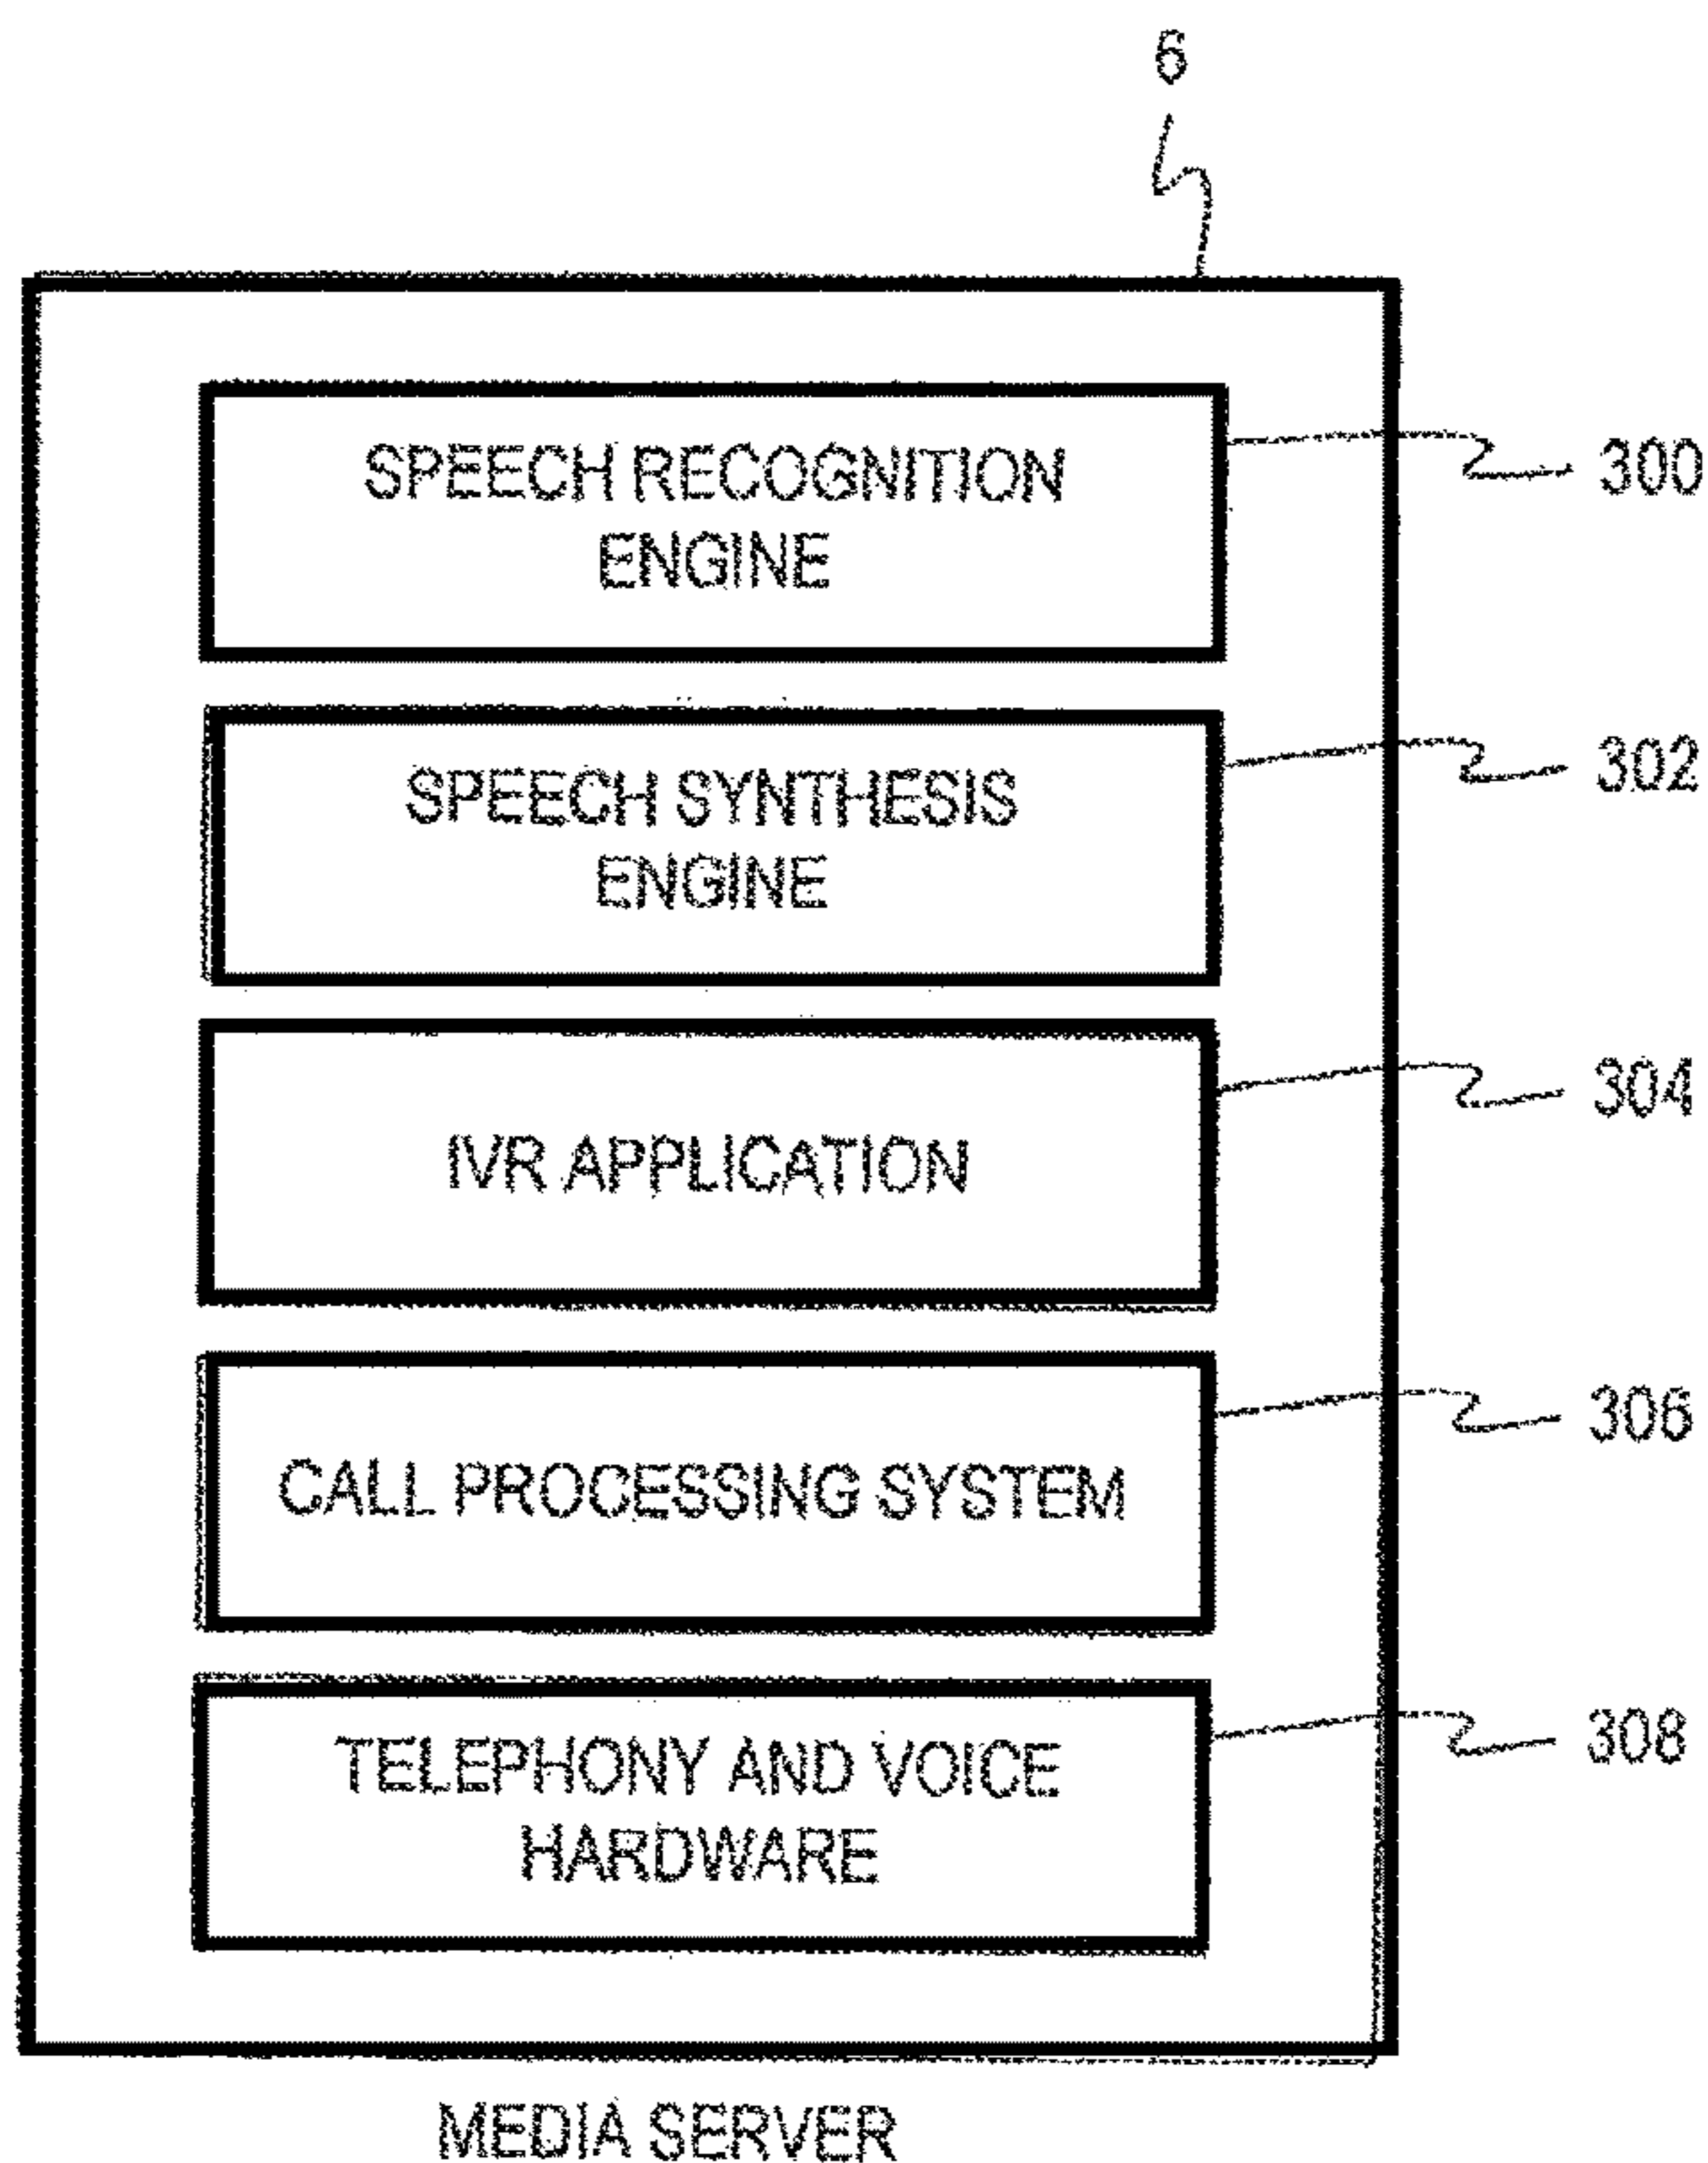 6
SPEECH RECOGNITION
ENGINE
300
SPEECH SYNTHESIS
ENGINE
302
IVR APPLICATION
304
CALL PROCESSING SYSTEM
306
TELEPHONY AND VOICE
HARDWARE
308
MEDIA SERVER